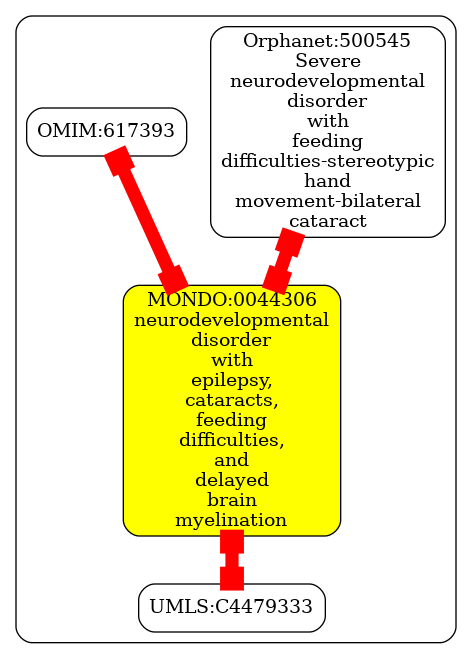 Orphanet:500545
Severe
neurodevelopmental
disorder
with
feeding
difficulties-stereotypic
hand
movement-bilateral
cataract
OMIM:617393
MONDO:0044306
neurodevelopmental
disorder
with
epilepsy,
cataracts,
feeding
difficulties,
and
delayed
brain
myelination
UMLS:C4479333